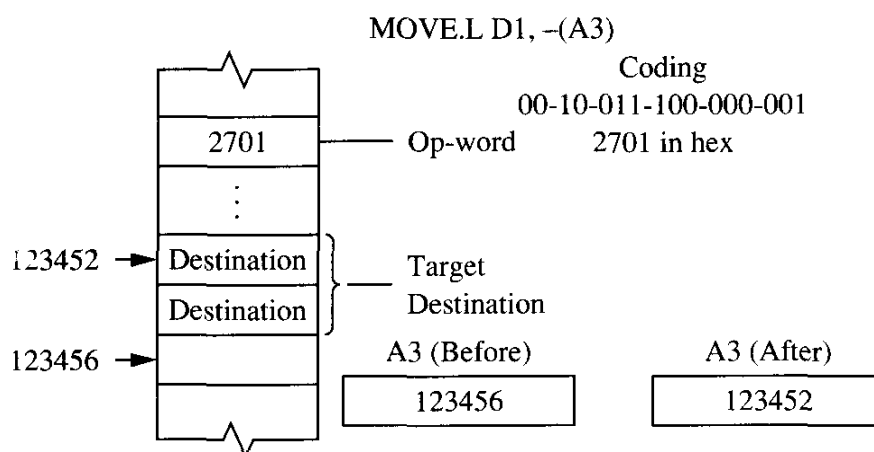 MOVE.L D1, –(A3)
Coding
00-10-011-100-000-001
2701
Op-word
2701 in hex
123452
Destination
Target
Destination
Destination
123456
A3 (Before)
A3 (After)
123456
123452